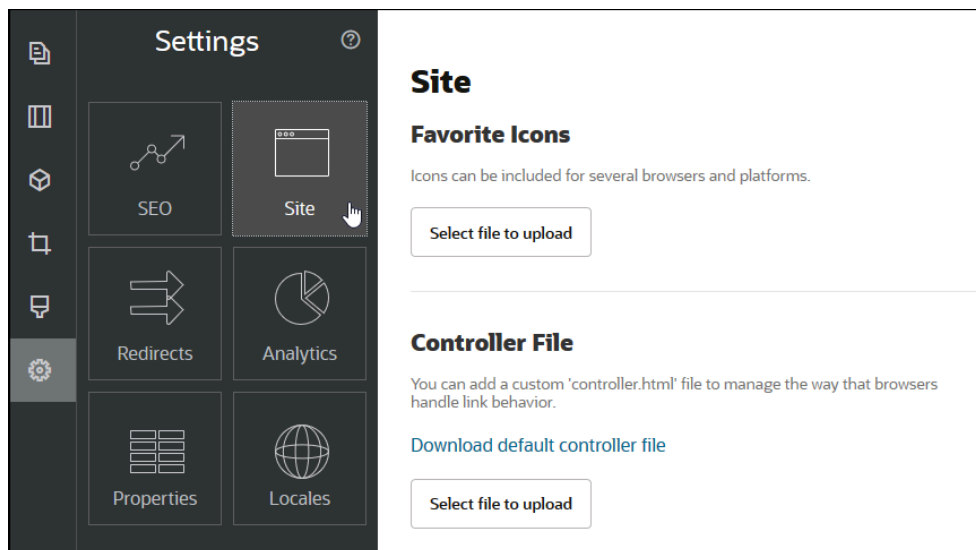 Settings
SEO
Site
Redirects
Analytics
Properties
Locales
Site
Favorite Icons
Icons can be included for several browsers and platforms.
Select file to upload
Controller File
You can add a custom 'controller.html' file to manage the way that browsers
handle link behavior.
Download default controller file
Select file to upload